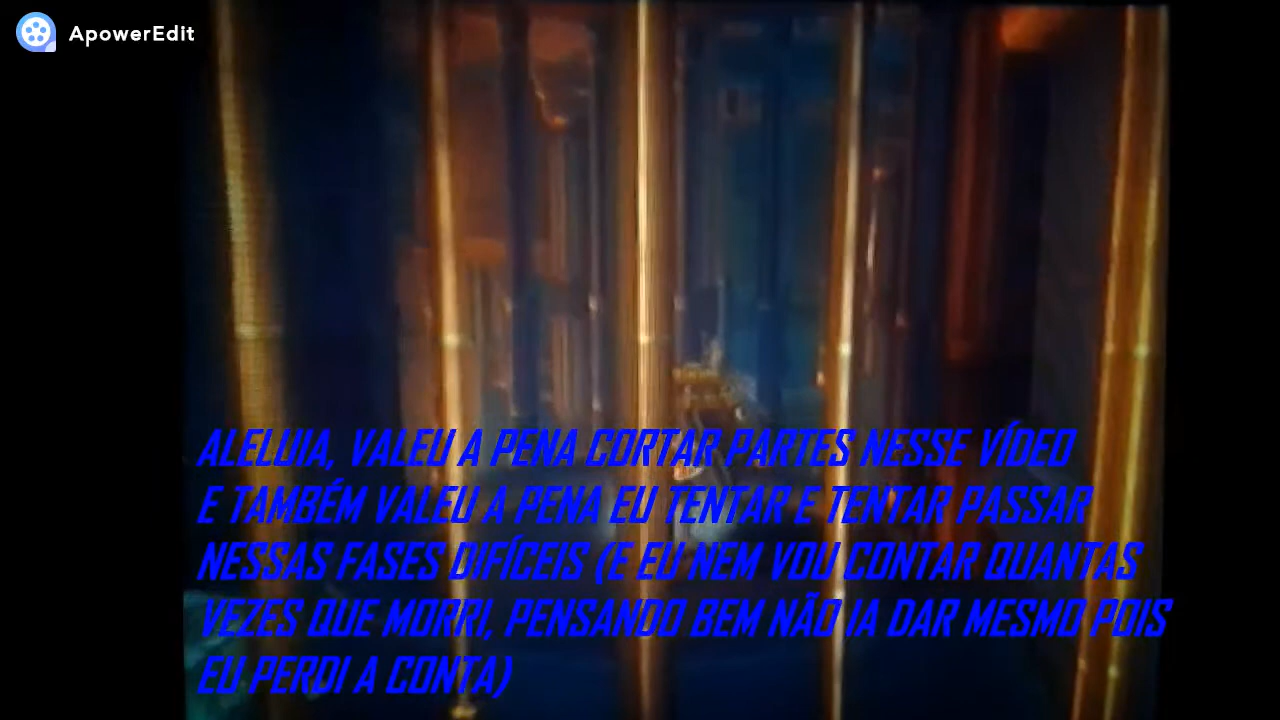 ApowerEdit
ALELUIA, VALEU A PENA CORTAR PARTES NESSE VÍDEO
E TAMBÉM VALEU A PENA EU TENTAR E TENTAR PASSAR
NESSAS FASES DIFÍCEIS (E EU NEM VOU CONTAR QUANTAS
VEZES QUE MORRI, PENSANDO BEM NÃO IA DAR MESMO POIS
EU PERDI A CONTA)